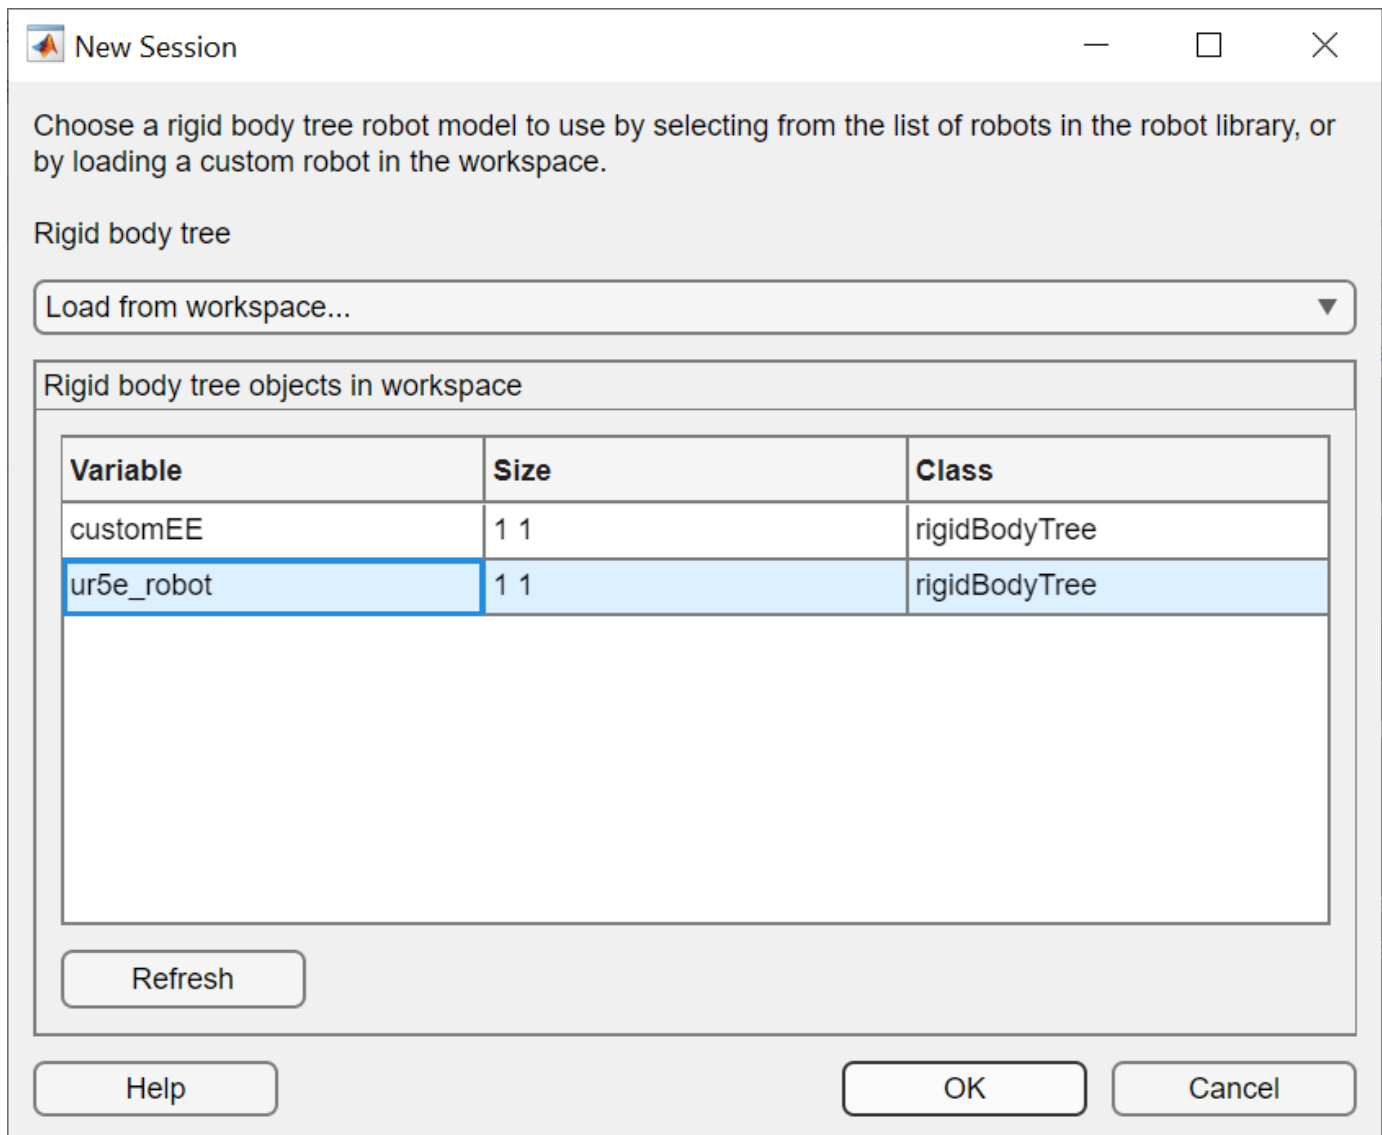 New Session
Choose a rigid body tree robot model to use by selecting from the list of robots in the robot library, or
by loading a custom robot in the workspace.
Rigid body tree
Load from workspace...
Rigid body tree objects in workspace
Variable Size Class
customEE 1 1 rigidBodyTree
ur5e_robot 1 1 rigidBodyTree
Refresh
Help OK Cancel